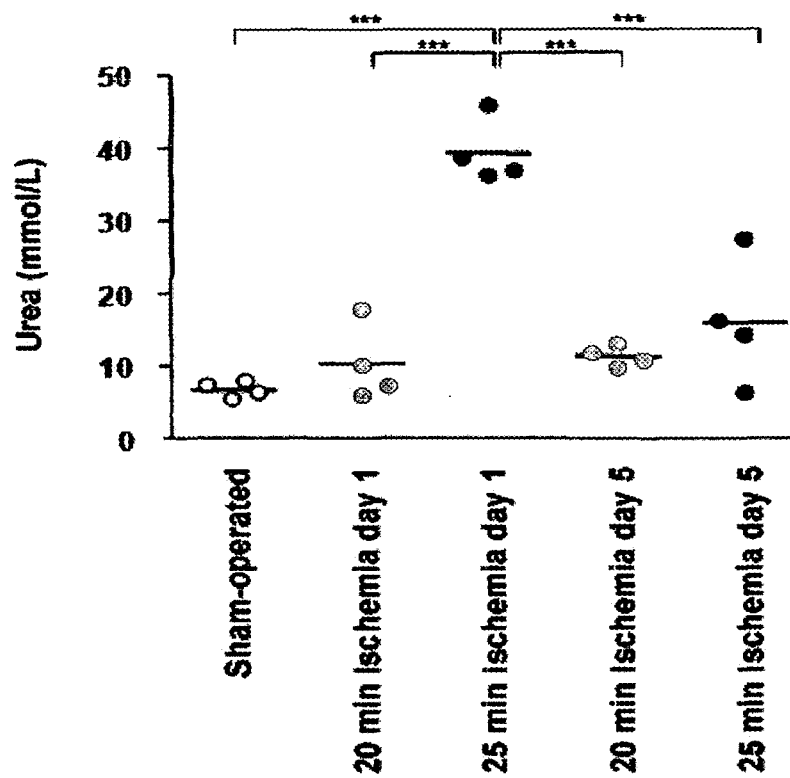 *** ***
*** ***
50
40
30
20
10
0
Urea (mmol/L)
Sham-operated
20 min Ischemia day 1
25 min Ischemia day 1
20 min Ischemia day 5
25 min Ischemia day 5